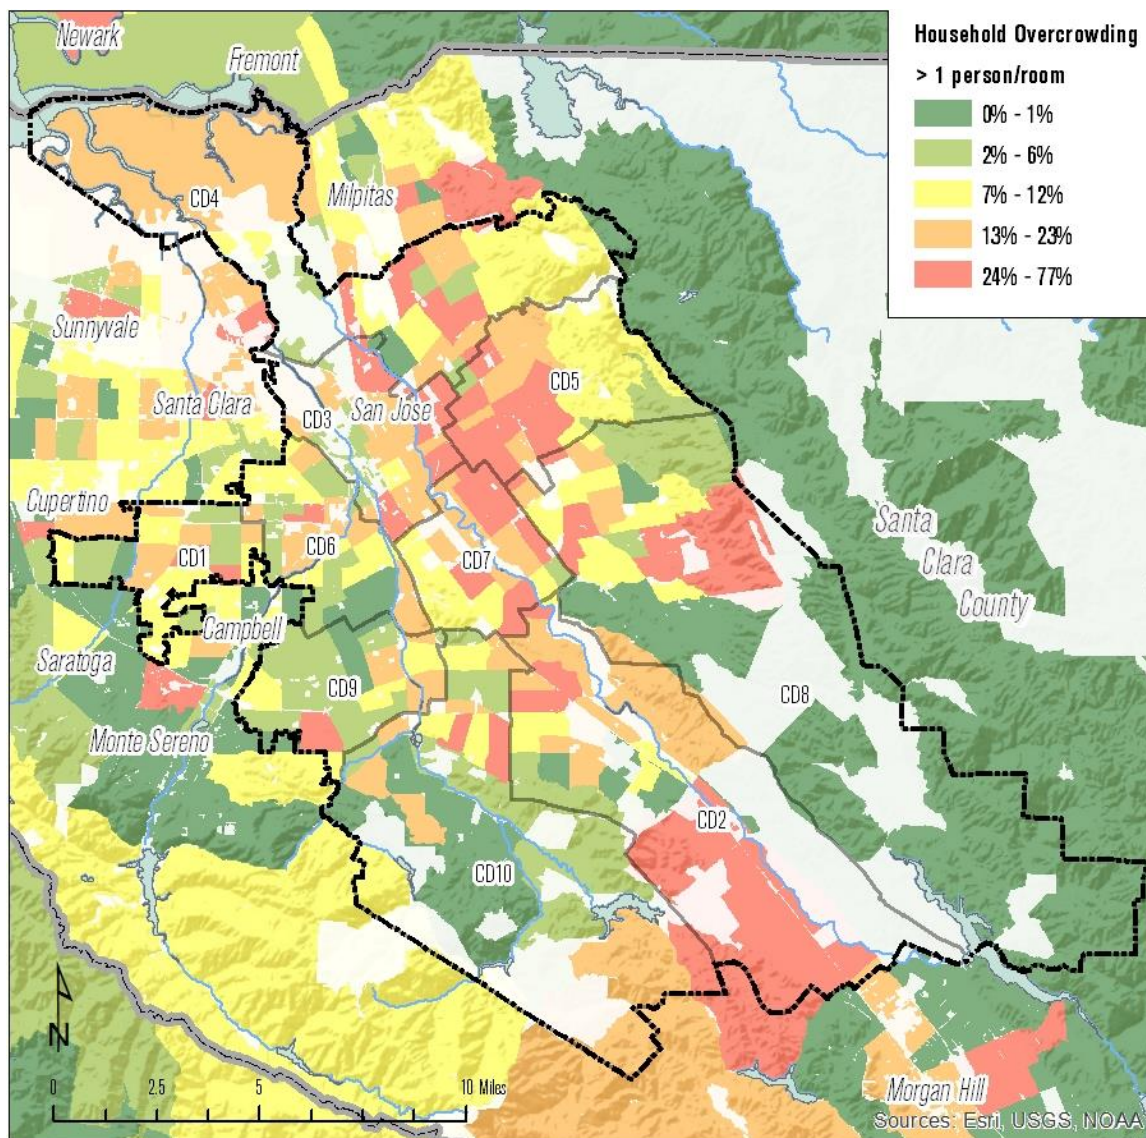 Household Overcrowding
> 1 person/room
0% - 1%
2% - 6%
7% - 12%
13% - 23%
24% - 77%
Newark
Fremont
CD4
Milpitas
Sunnyvale
Santa Clara
CD3
San Jose
CD5
Cupertino
CD1
CD6
CD7
Santa
Clara
County
Campbell
Saratoga
CD9
CD8
Monte Sereno
CD2
CD10
N
0
2.5
5
10 Miles
Morgan Hill
Sources: Esri, USGS, NOAA